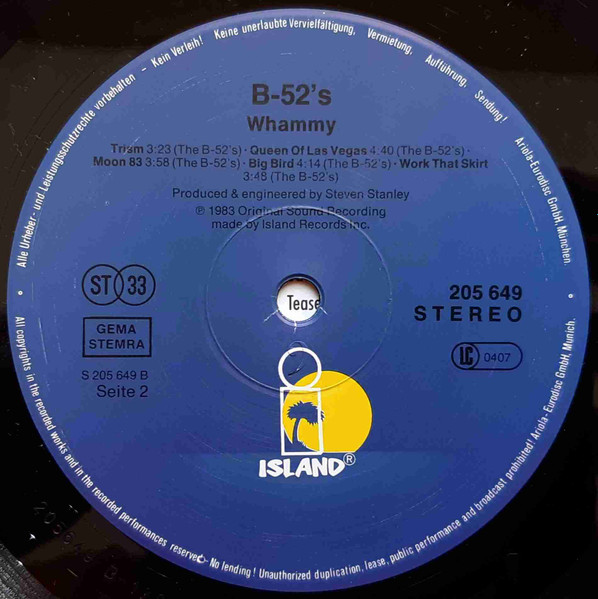 Alle Urheber- und Leistungsschutzrechte vorbehalten - Kein Verleih! Keine unerlaubte Vervielfältigung, Vermietung, Aufführung, Sendung! Ariola-Eurodisc GmbH, München.
B-52's
Whammy
Trism 3:23 (The B-52's) · Queen Of Las Vegas 4:40 (The B-52's) ·
Moon 83 3:58 (The B-52's) · Big Bird 4:14 (The B-52's) · Work That Skirt
3:48 (The B-52's)
Produced & engineered by Steven Stanley
℗ 1983 Original Sound Recording
made by Island Records Inc.
ST 33
Tease
205 649
STEREO
GEMA
STEMRA
LC 0407
S 205 649 B
Seite 2
ISLAND®
All copyrights in the recorded works and in the recorded performances reserved - No lending! Unauthorized duplication, lease, public performance and broadcast prohibited! Ariola - Eurodisc GmbH, Munich.